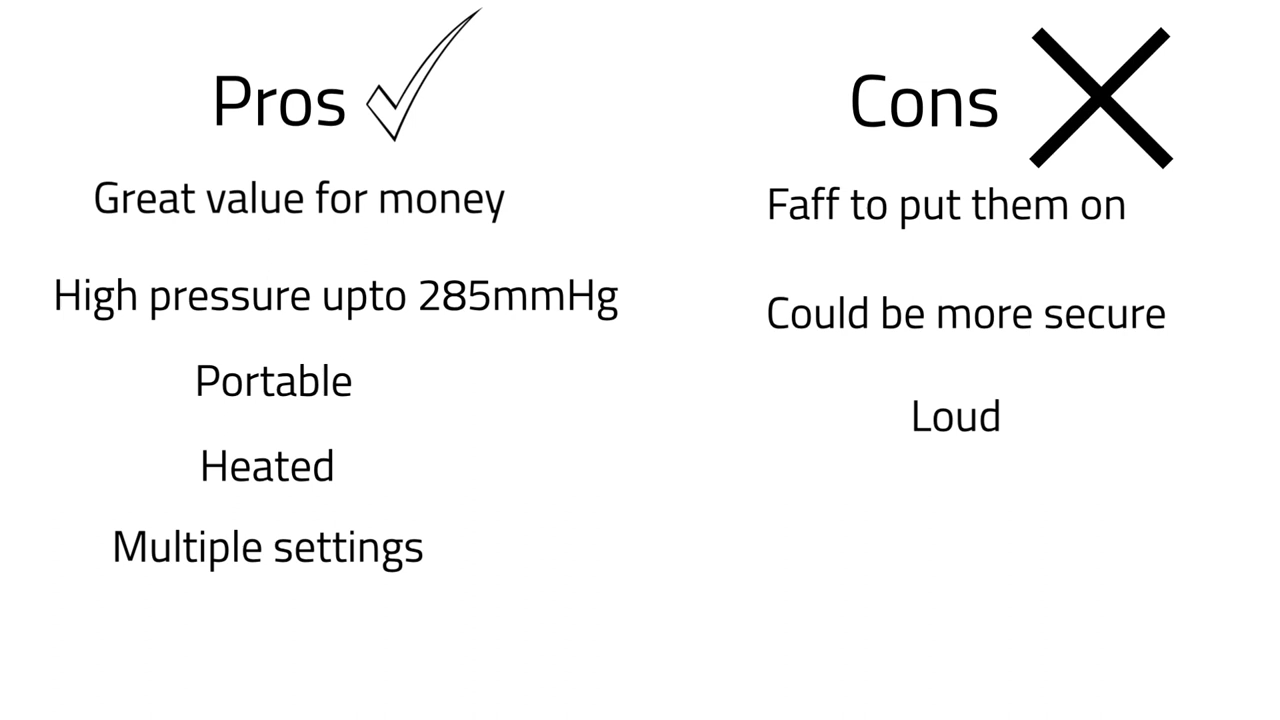 Pros
Great value for money
High pressure upto 285mmHg
Portable
Heated
Multiple settings
Cons
Faff to put them on
Could be more secure
Loud